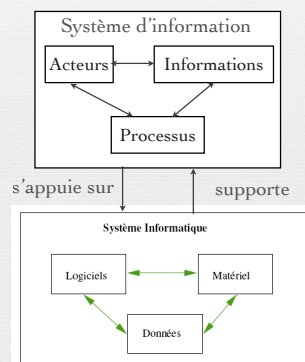 Système d'information
Acteurs Informations
Processus
s'appuie sur supporte
Système Informatique
Logiciels Matériel
Données